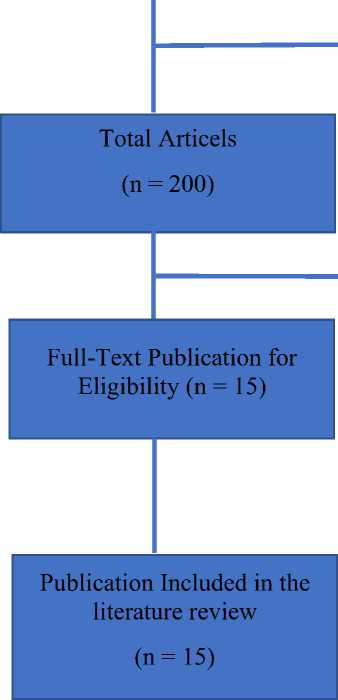 Total Articels
(n = 200)
Full-Text Publication for
Eligibility (n = 15)
Publication Included in the
literature review
(n = 15)